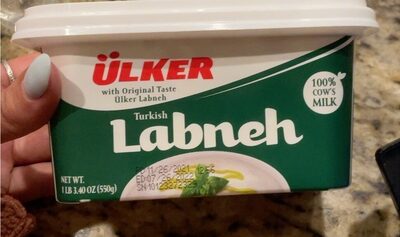 ÜLKER
with Original Taste
Ülker Labneh
Turkish
Labneh
100%
COW'S
MILK
NET WT.
1 LB 3.40 OZ (550g)